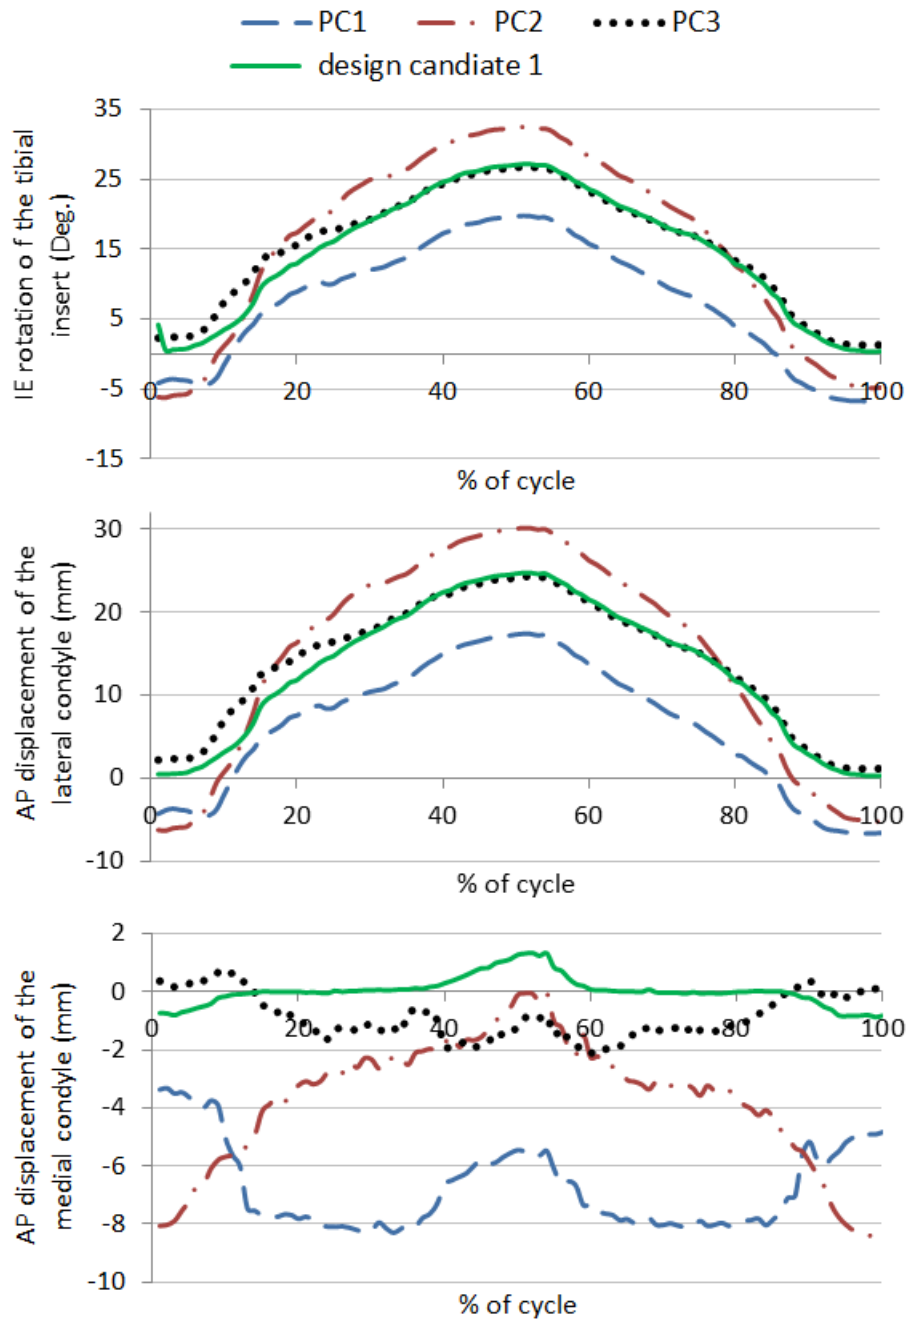 PC1 PC2 PC3
design candiate 1
IE rotation of the tibial
insert (Deg.)
35
25
15
5
-5
-15
0 20 40 60 80 100
% of cycle
AP displacement of the
lateral condyle (mm)
30
20
10
0
-10
0 20 40 60 80 100
% of cycle
AP displacement of the
medial condyle (mm)
2
0
-2
-4
-6
-8
-10
0 20 40 60 80 100
% of cycle